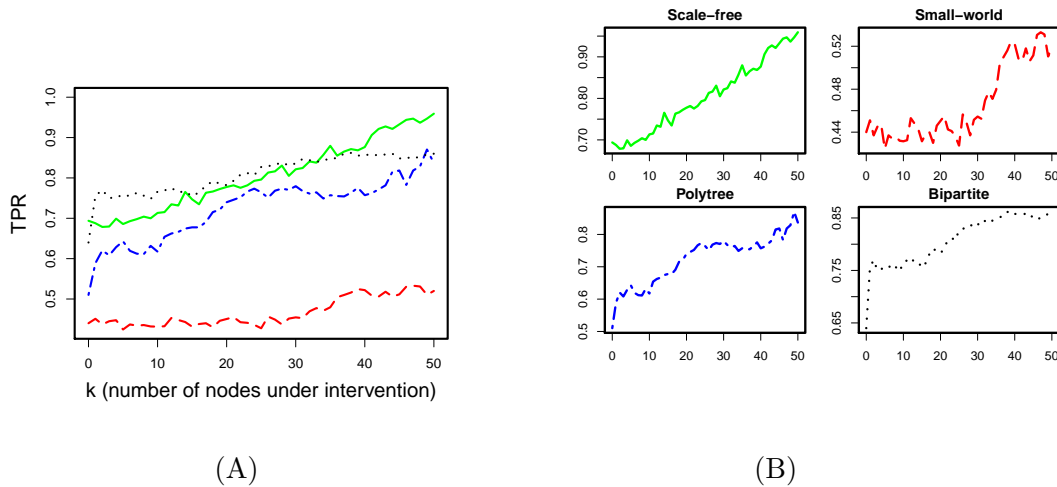 TPR
1.0
0.9
0.8
0.7
0.6
0.5
0 10 20 30 40 50
k (number of nodes under intervention)
(A)
Scale−free
0.90
0.80
0.70
0 10 20 30 40 50
Small−world
0.52
0.48
0.44
0 10 20 30 40 50
Polytree
0.8
0.7
0.6
0.5
0 10 20 30 40 50
Bipartite
0.85
0.75
0.65
0 10 20 30 40 50
(B)